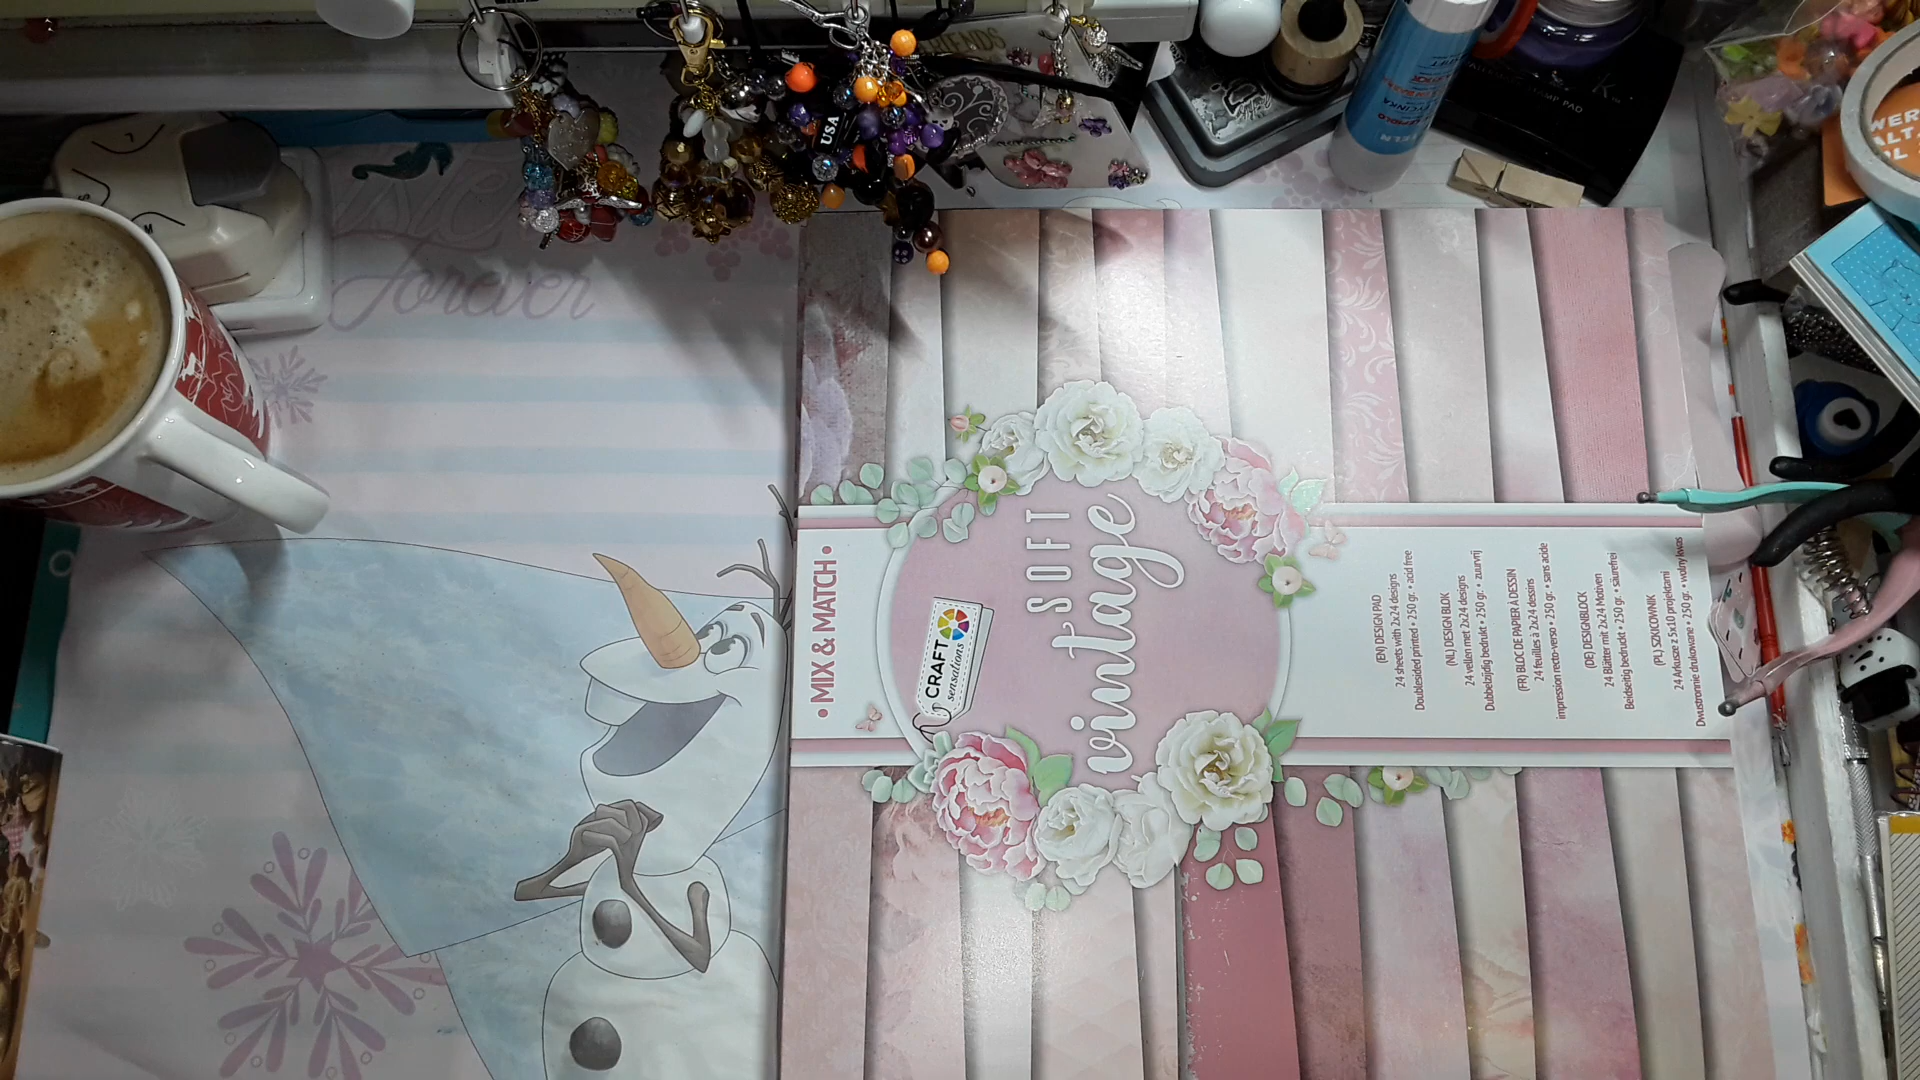 SOFT
vintage
CRAFT
sensations
• MIX & MATCH •
(EN) DESIGN PAD
24 sheets with 2x24 designs
Doublesided printed • 250 gr. • acid free
(NL) DESIGN BLOK
24 vellen met 2x24 designs
Dubbelzijdig bedrukt • 250 gr. • zuurvrij
(FR) BLOC DE PAPIER À DESSIN
24 feuilles à 2x24 dessins
impression recto-verso • 250 gr. • sans acide
(DE) DESIGNBLOCK
24 Blätter mit 2x24 Motiven
Beidseitig bedruckt • 250 gr. • säurefrei
(PL) SZKICOWNIK
24 Arkusze z 5x10 projektami
Dwustronnie drukowane • 250 gr. • wolny kwas
forever
USA
STAMP PAD
M